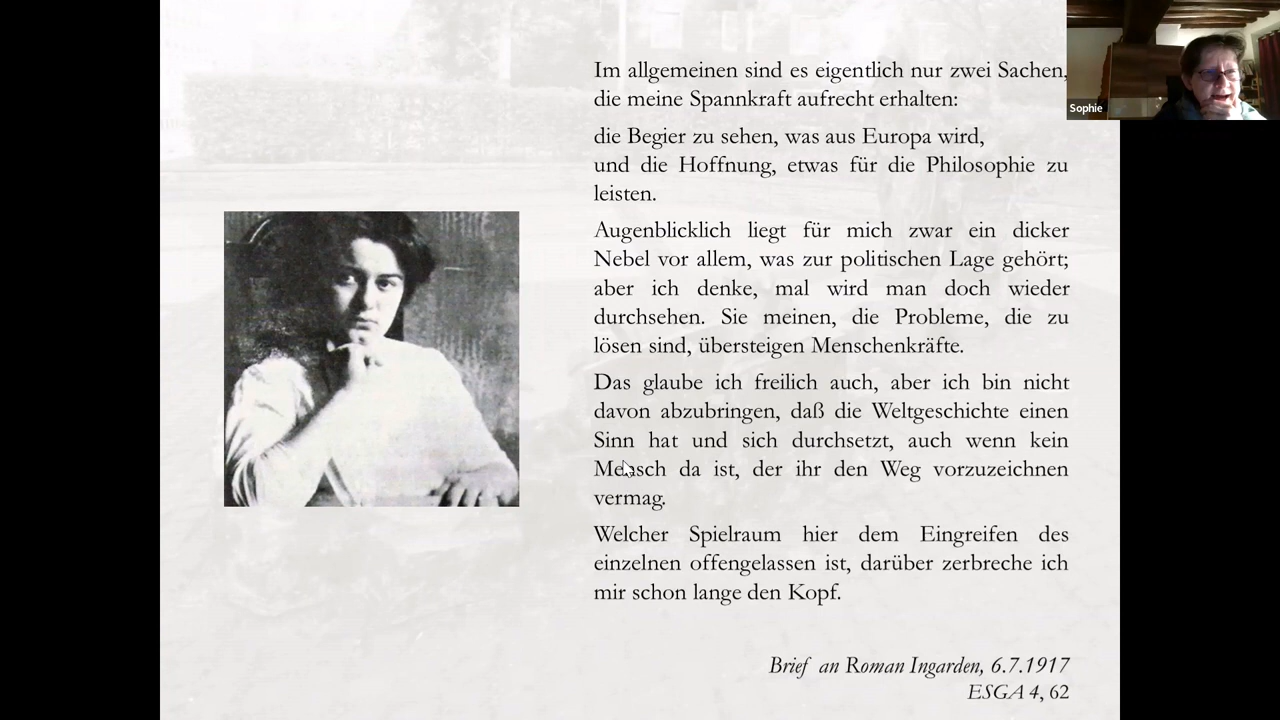 Im allgemeinen sind es eigentlich nur zwei Sachen,
die meine Spannkraft aufrecht erhalten:
die Begier zu sehen, was aus Europa wird,
und die Hoffnung, etwas für die Philosophie zu
leisten.
Augenblicklich liegt für mich zwar ein dicker
Nebel vor allem, was zur politischen Lage gehört;
aber ich denke, mal wird man doch wieder
durchsehen. Sie meinen, die Probleme, die zu
lösen sind, übersteigen Menschenkräfte.
Das glaube ich freilich auch, aber ich bin nicht
davon abzubringen, daß die Weltgeschichte einen
Sinn hat und sich durchsetzt, auch wenn kein
Mensch da ist, der ihr den Weg vorzuzeichnen
vermag.
Welcher Spielraum hier dem Eingreifen des
einzelnen offengelassen ist, darüber zerbreche ich
mir schon lange den Kopf.
Brief an Roman Ingarden, 6.7.1917
ESGA 4, 62
Sophie